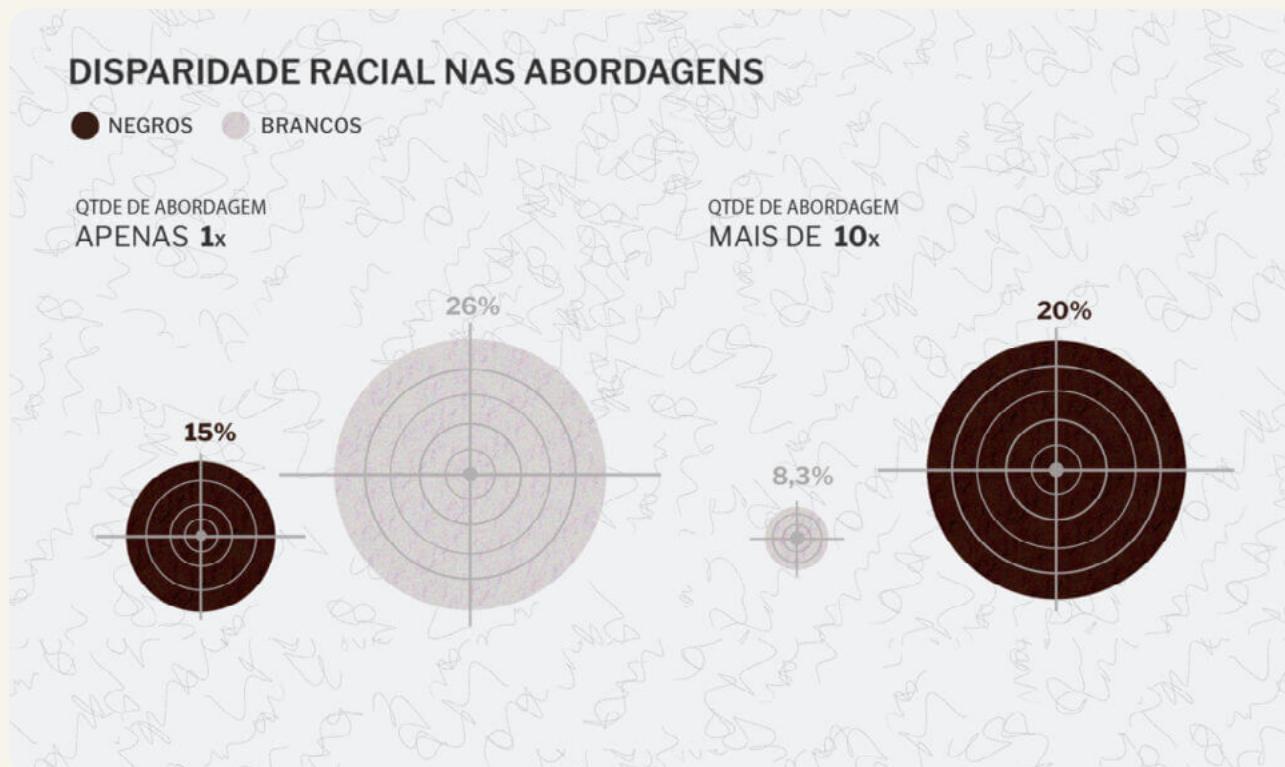 DISPARIDADE RACIAL NAS ABORDAGENS
NEGROS BRANCOS
QTDE DE ABORDAGEM
APENAS 1x
26%
15%
QTDE DE ABORDAGEM
MAIS DE 10x
20%
8,3%